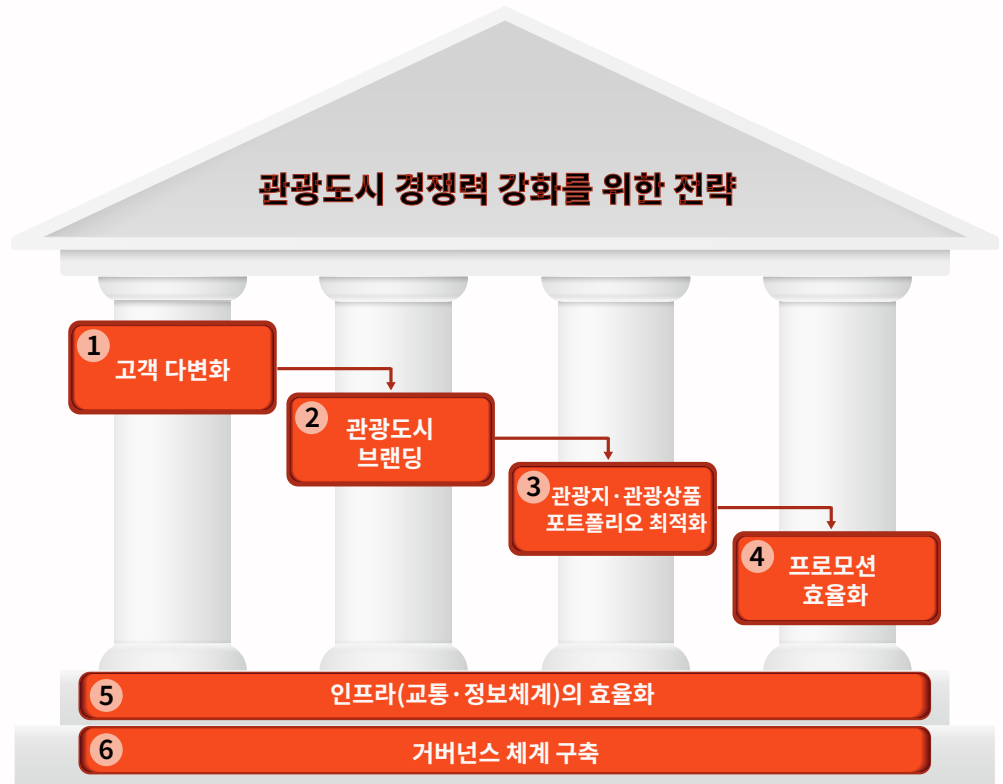 관광도시 경쟁력 강화를 위한 전략
1
고객 다변화
2
관광도시
브랜딩
3
관광지·관광상품
포트폴리오 최적화
4
프로모션
효율화
5
인프라(교통·정보체계)의 효율화
6
거버넌스 체계 구축